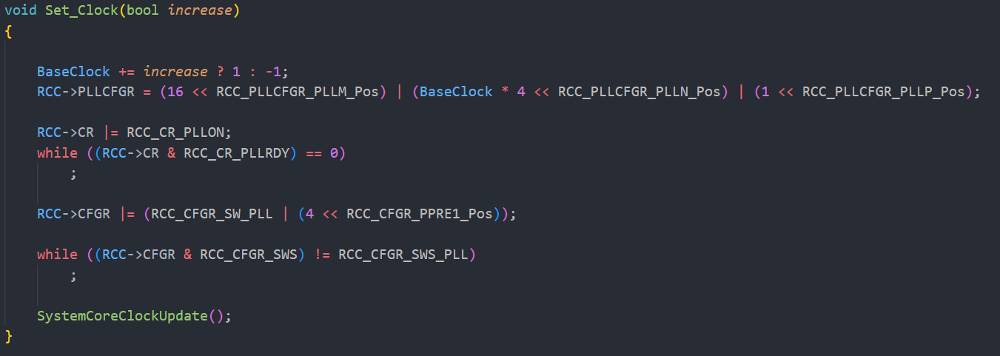 void Set_Clock(bool increase)
{
BaseClock += increase ? 1 : -1;
RCC->PLLCFGR = (16 << RCC_PLLCFGR_PLLM_Pos) | (BaseClock * 4 << RCC_PLLCFGR_PLLN_Pos) | (1 << RCC_PLLCFGR_PLLP_Pos);
RCC->CR |= RCC_CR_PLLON;
while ((RCC->CR & RCC_CR_PLLRDY) == 0)
;
RCC->CFGR |= (RCC_CFGR_SW_PLL | (4 << RCC_CFGR_PPRE1_Pos));
while ((RCC->CFGR & RCC_CFGR_SWS) != RCC_CFGR_SWS_PLL)
;
SystemCoreClockUpdate();
}